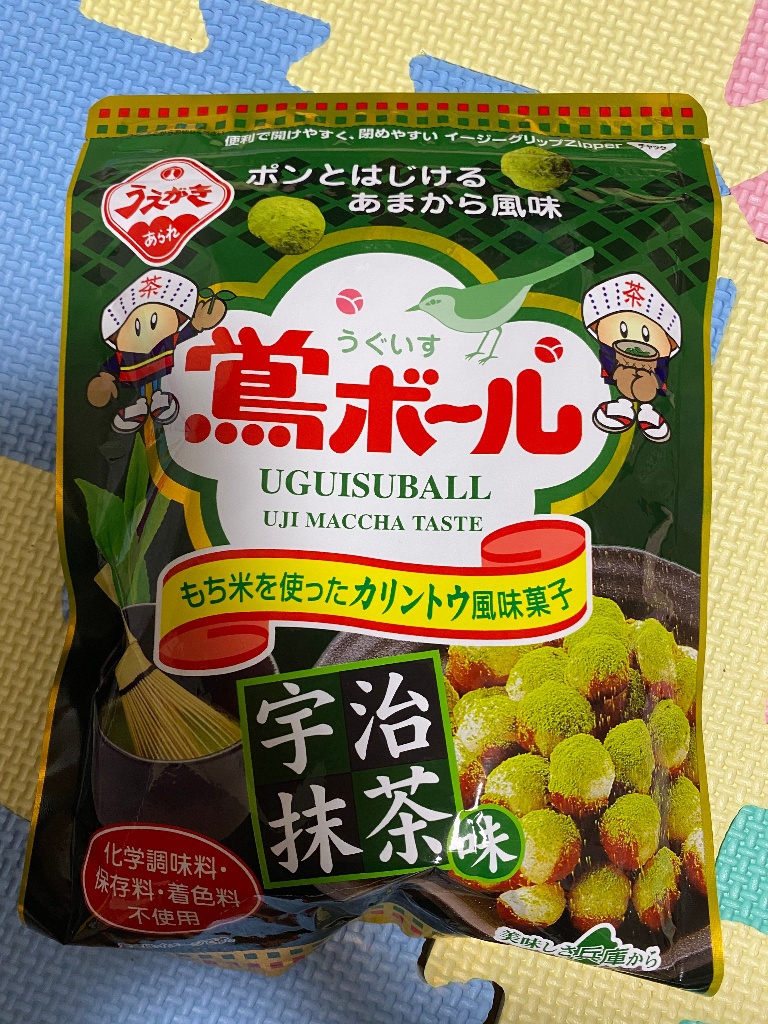 便利で開けやすく、閉めやすい イージーグリップZipper
チャック
うえがき
あられ
ポンとはじける
あまから風味
茶
茶
うぐいす
鶯ボール
UGUISUBALL
UJI MACCHA TASTE
もち米を使ったカリントウ風味菓子
宇治
抹茶
味
化学調味料・
保存料・着色料
不使用
美味しさ兵庫から